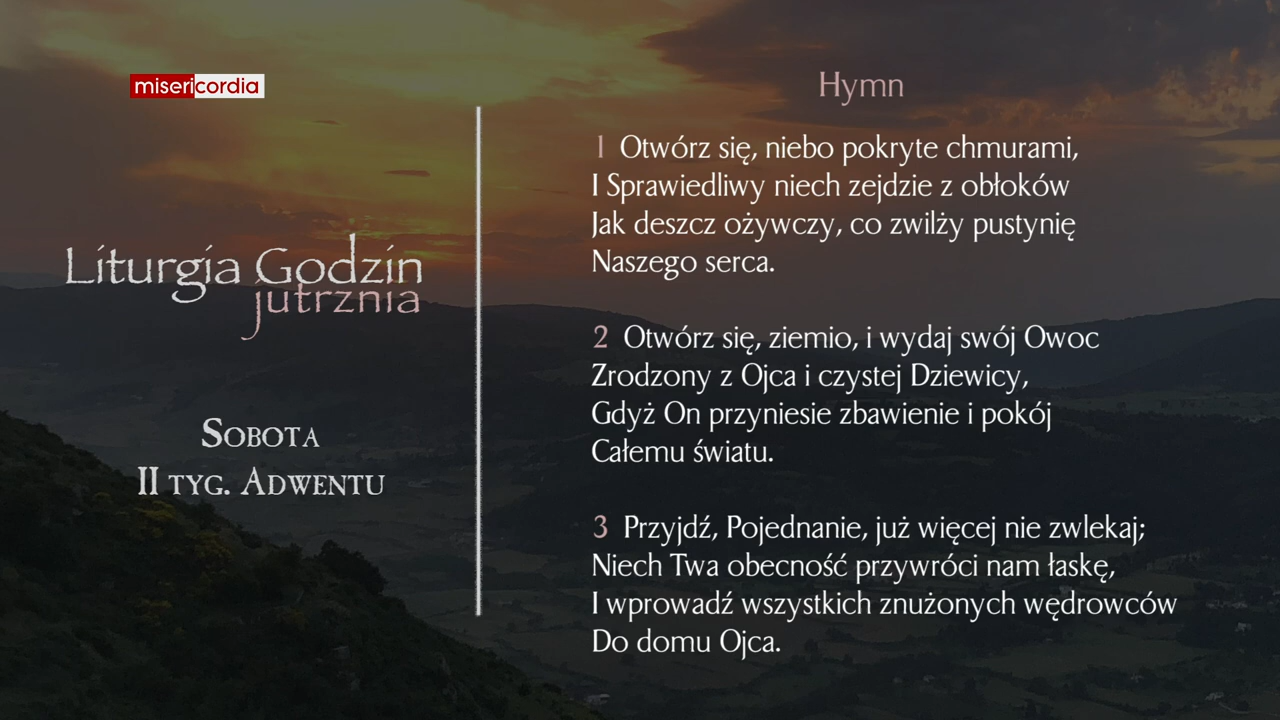 misericordia
Liturgia Godzin
jutrznia
Sobota
II tyg. Adwentu
Hymn
1 Otwórz się, niebo pokryte chmurami,
I Sprawiedliwy niech zejdzie z obłoków
Jak deszcz ożywczy, co zwilży pustynię
Naszego serca.
2 Otwórz się, ziemio, i wydaj swój Owoc
Zrodzony z Ojca i czystej Dziewicy,
Gdyż On przyniesie zbawienie i pokój
Całemu światu.
3 Przyjdź, Pojednanie, już więcej nie zwlekaj;
Niech Twa obecność przywróci nam łaskę,
I wprowadź wszystkich znużonych wędrowców
Do domu Ojca.